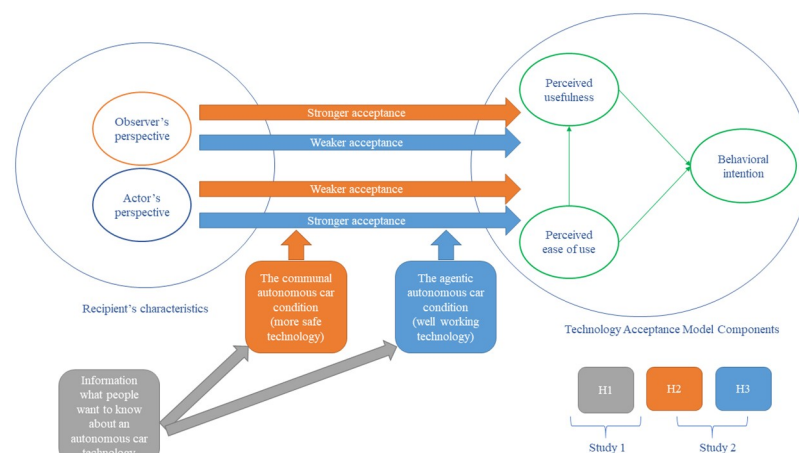 Perceived
usefulness
Stronger acceptance
Observer's
perspective
Weaker acceptance
Behavioral
intention
Weaker acceptance
Actor's
perspective
Stronger acceptance
Perceived
ease of use
The communal
autonomous car
condition
(more safe
technology)
The agentic
autonomous car
condition
(well working
technology)
Recipient's characteristics
Technology Acceptance Model Components
Information
what people
want to know
about an
autonomous car
technology
H1
H2
H3
Study 1
Study 2